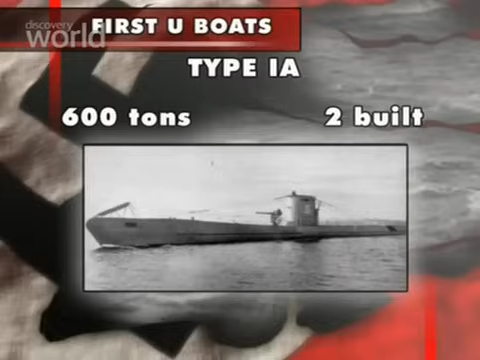 discovery
world
FIRST U BOATS
TYPE IA
600 tons
2 built